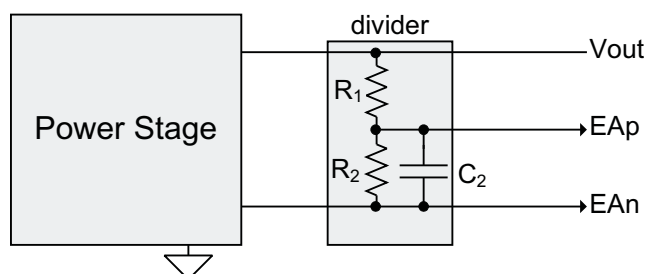 divider
Vout
R₁
Power Stage
EAp
R₂
C₂
EAn